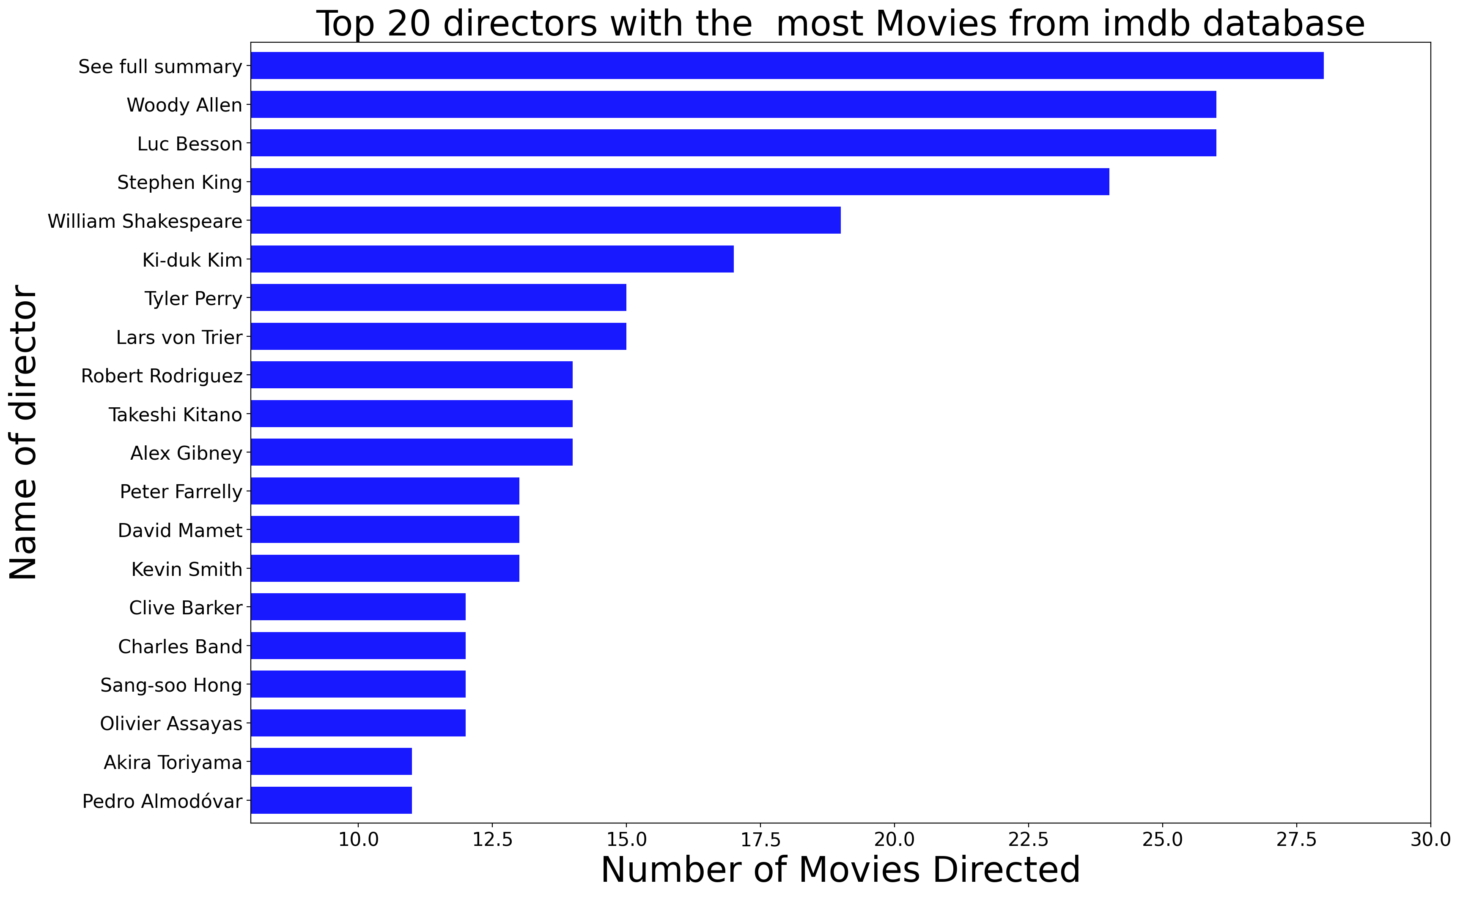 Top 20 directors with the  most Movies from imdb database
Name of director
See full summary
Woody Allen
Luc Besson
Stephen King
William Shakespeare
Ki-duk Kim
Tyler Perry
Lars von Trier
Robert Rodriguez
Takeshi Kitano
Alex Gibney
Peter Farrelly
David Mamet
Kevin Smith
Clive Barker
Charles Band
Sang-soo Hong
Olivier Assayas
Akira Toriyama
Pedro Almodóvar
10.0 12.5 15.0 17.5 20.0 22.5 25.0 27.5 30.0
Number of Movies Directed